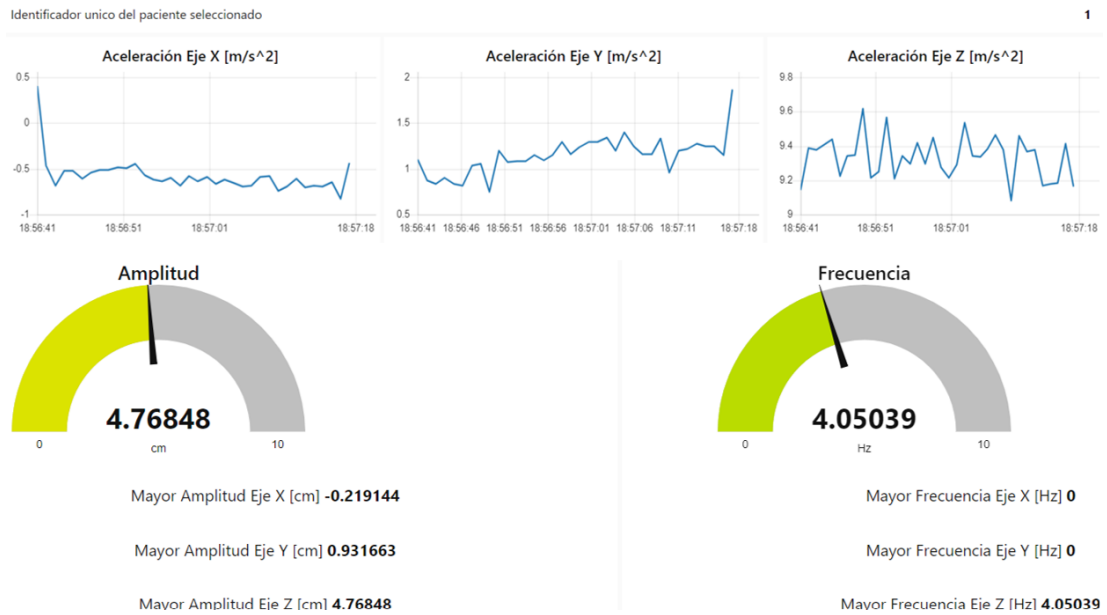 Identificador unico del paciente seleccionado 1
Aceleración Eje X [m/s^2]
0.5
0
-0.5
-1
18:56:41 18:56:51 18:57:01 18:57:18
Aceleración Eje Y [m/s^2]
2
1.5
1
0.5
18:56:41 18:56:46 18:56:51 18:56:56 18:57:01 18:57:06 18:57:11 18:57:18
Aceleración Eje Z [m/s^2]
9.8
9.6
9.4
9.2
9
18:56:41 18:56:51 18:57:01 18:57:18
Amplitud
4.76848
0 cm 10
Mayor Amplitud Eje X [cm] -0.219144
Mayor Amplitud Eje Y [cm] 0.931663
Mayor Amplitud Eje Z [cm] 4.76848
Frecuencia
4.05039
0 Hz 10
Mayor Frecuencia Eje X [Hz] 0
Mayor Frecuencia Eje Y [Hz] 0
Mayor Frecuencia Eje Z [Hz] 4.05039